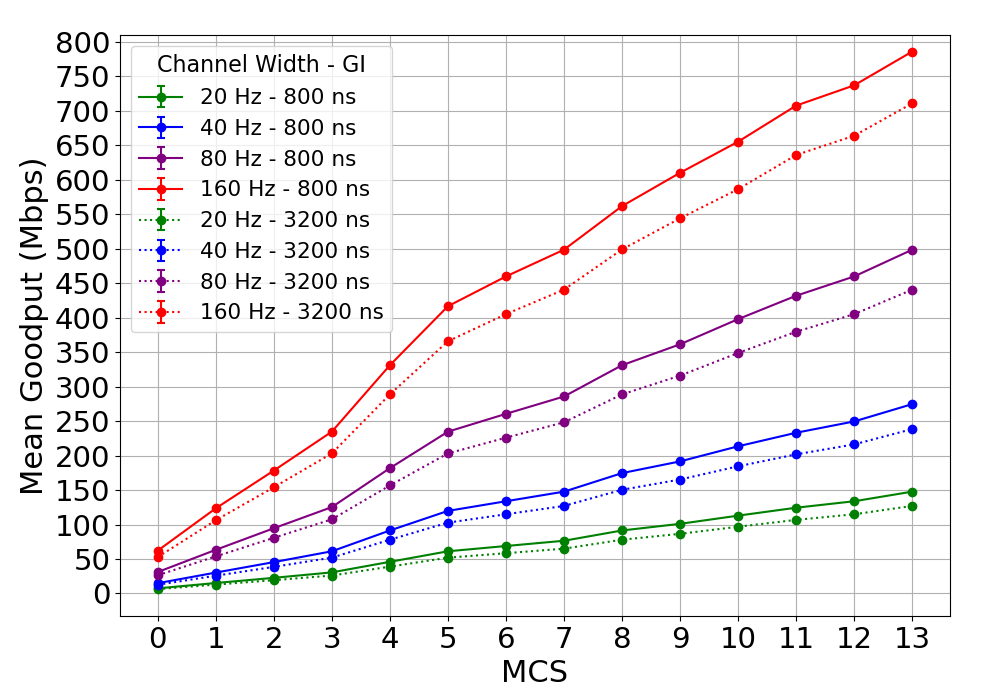 800
750
700
650
600
550
500
450
400
350
300
250
200
150
100
50
0
Mean Goodput (Mbps)
Channel Width - GI
20 Hz - 800 ns
40 Hz - 800 ns
80 Hz - 800 ns
160 Hz - 800 ns
20 Hz - 3200 ns
40 Hz - 3200 ns
80 Hz - 3200 ns
160 Hz - 3200 ns
0 1 2 3 4 5 6 7 8 9 10 11 12 13
MCS